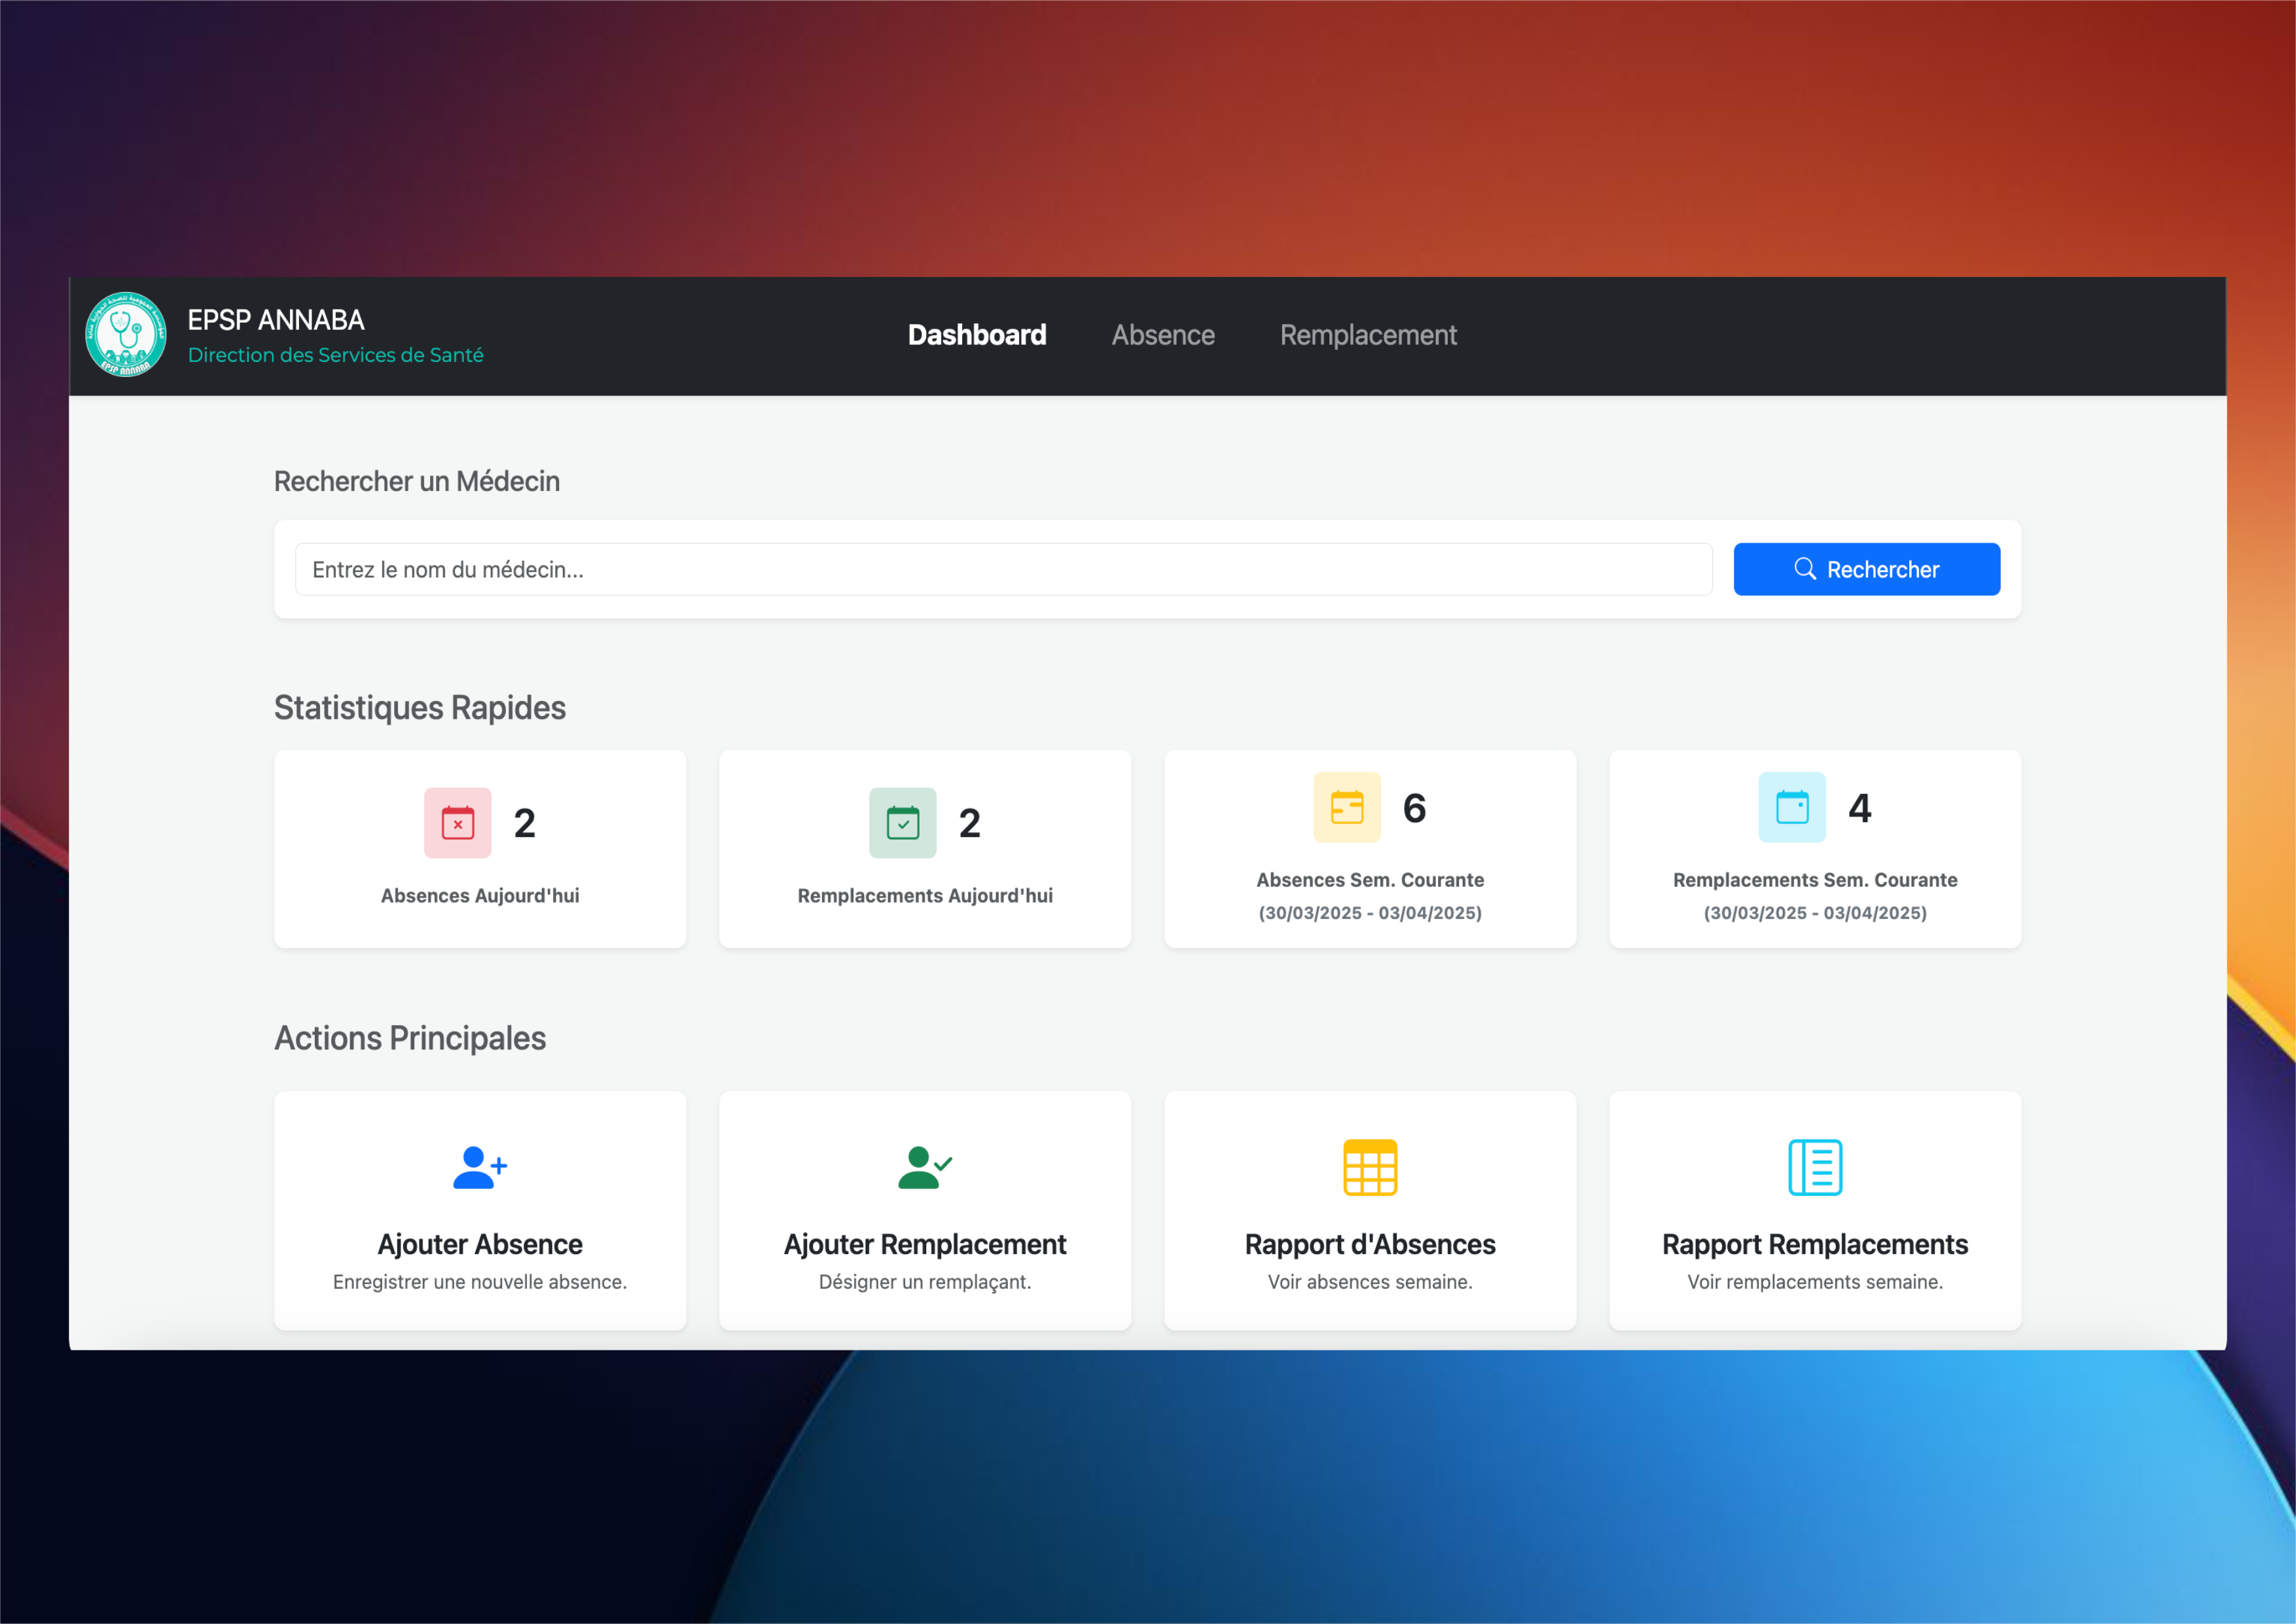 EPSP ANNABA
Direction des Services de Santé
Dashboard
Absence
Remplacement
EPSP ANNABA
Rechercher un Médecin
Entrez le nom du médecin...
Rechercher
Statistiques Rapides
2
Absences Aujourd'hui
2
Remplacements Aujourd'hui
6
Absences Sem. Courante
(30/03/2025 - 03/04/2025)
4
Remplacements Sem. Courante
(30/03/2025 - 03/04/2025)
Actions Principales
Ajouter Absence
Enregistrer une nouvelle absence.
Ajouter Remplacement
Désigner un remplaçant.
Rapport d'Absences
Voir absences semaine.
Rapport Remplacements
Voir remplacements semaine.